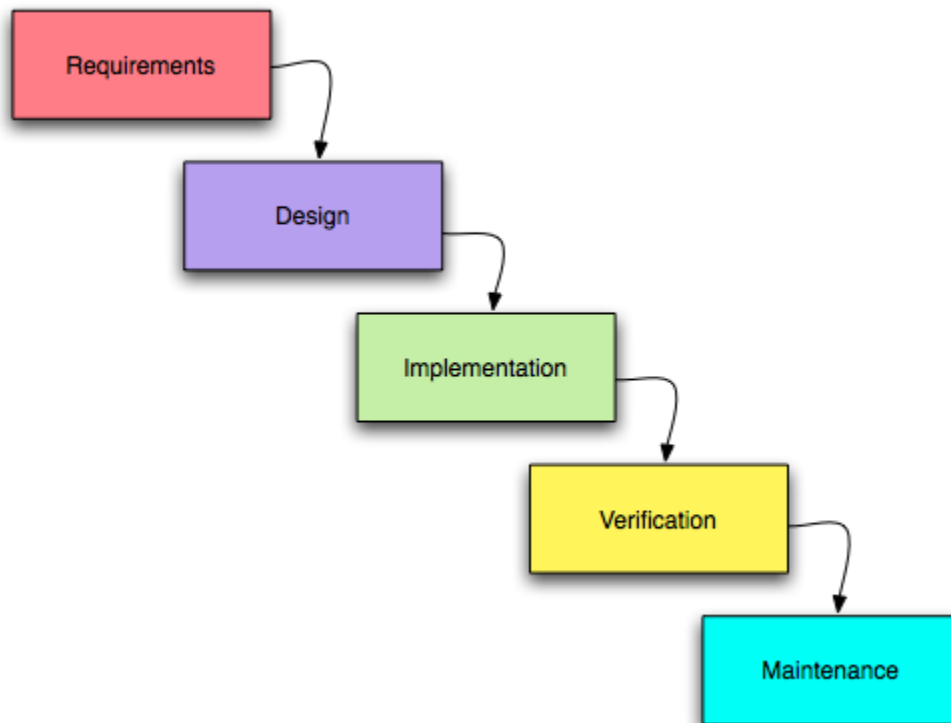 Requirements
Design
Implementation
Verification
Maintenance